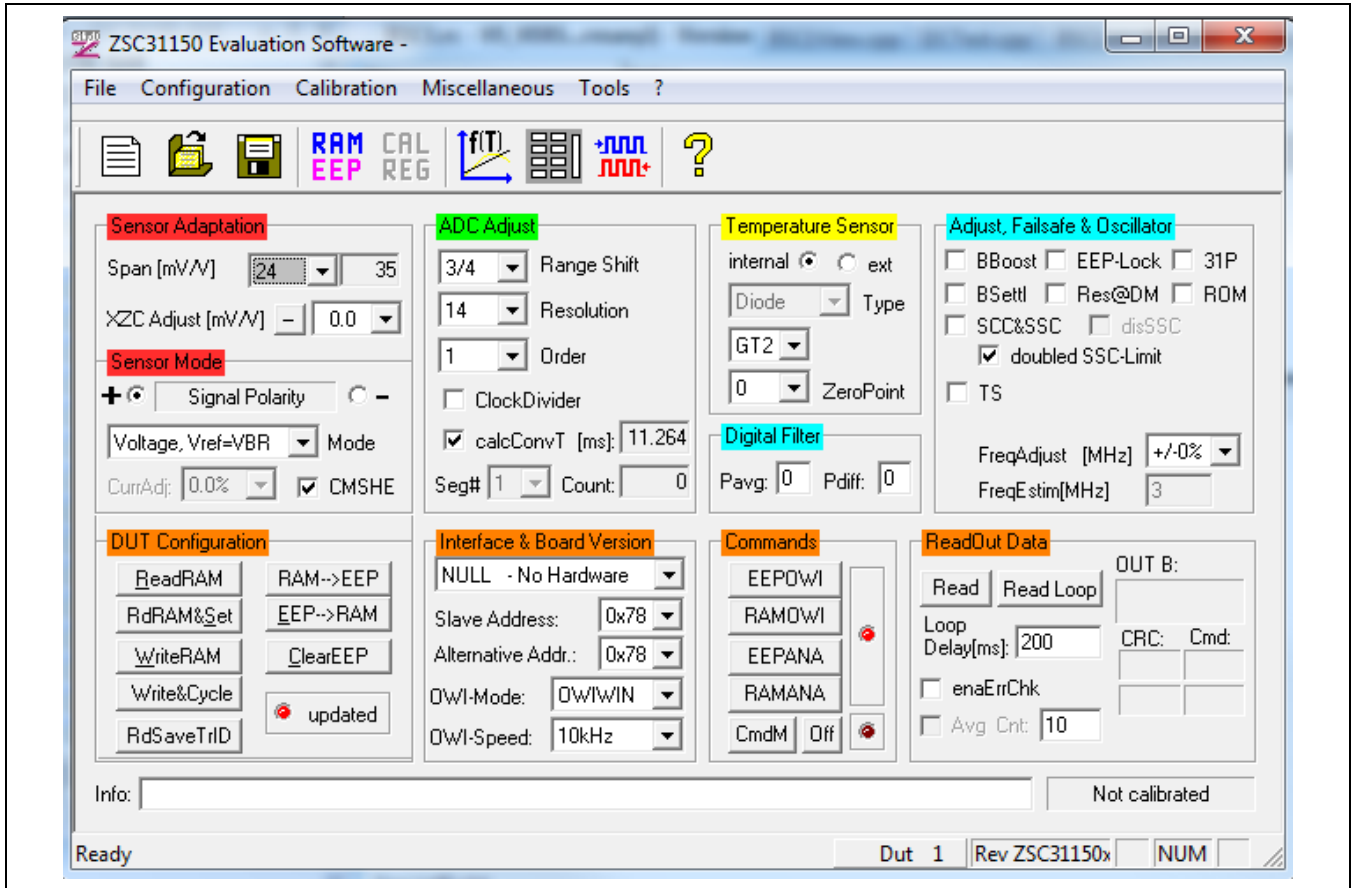 ZSC31150 Evaluation Software -
File Configuration Calibration Miscellaneous Tools ?
RAM CAL f(T)
EEP REG
Sensor Adaptation
Span [mV/V] 24 35
XZC Adjust [mV/V] – 0.0
Sensor Mode
+ Signal Polarity -
Voltage, Vref=VBR Mode
CurrAdj: 0.0% CMSHE
ADC Adjust
3/4 Range Shift
14 Resolution
1 Order
ClockDivider
calcConvT [ms]: 11.264
Seg# 1 Count: 0
Temperature Sensor
internal ext
Diode Type
GT2
0 ZeroPoint
Digital Filter
Pavg: 0 Pdiff: 0
Adjust, Failsafe & Oscillator
BBoost EEP-Lock 31P
BSettl Res@DM ROM
SCC&SSC disSSC
doubled SSC-Limit
TS
FreqAdjust [MHz] +/-0%
FreqEstim[MHz] 3
DUT Configuration
ReadRAM RAM-->EEP
RdRAM&Set EEP-->RAM
WriteRAM ClearEEP
Write&Cycle updated
RdSaveTrID
Interface & Board Version
NULL - No Hardware
Slave Address: 0x78
Alternative Addr.: 0x78
OWI-Mode: OWIWIN
OWI-Speed: 10kHz
Commands
EEPOWI
RAMOWI
EEPANA
RAMANA
CmdM Off
ReadOut Data
OUT B:
Read Read Loop
Loop
Delay[ms]: 200 CRC: Cmd:
enaErrChk
Avg Cnt: 10
Info: Not calibrated
Ready Dut 1 Rev ZSC31150x NUM